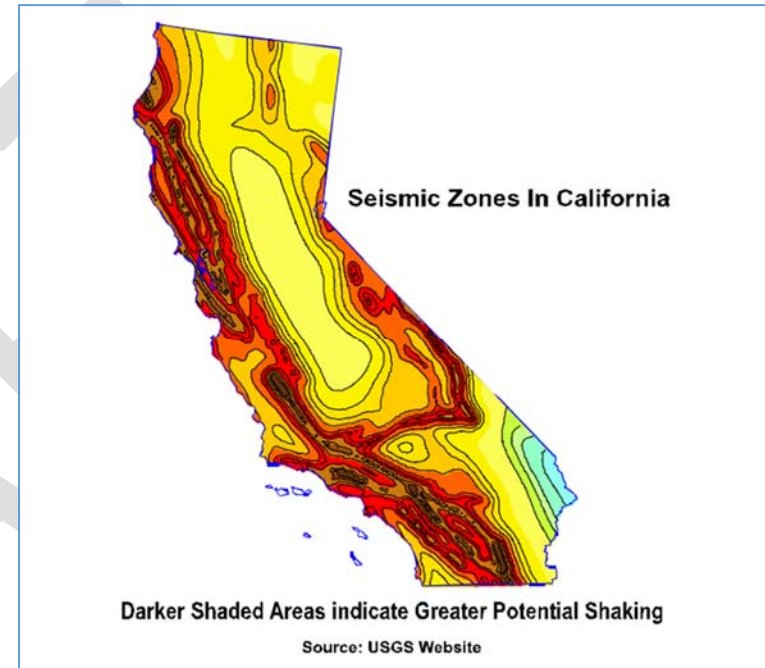 Seismic Zones In California
Darker Shaded Areas indicate Greater Potential Shaking
Source: USGS Website